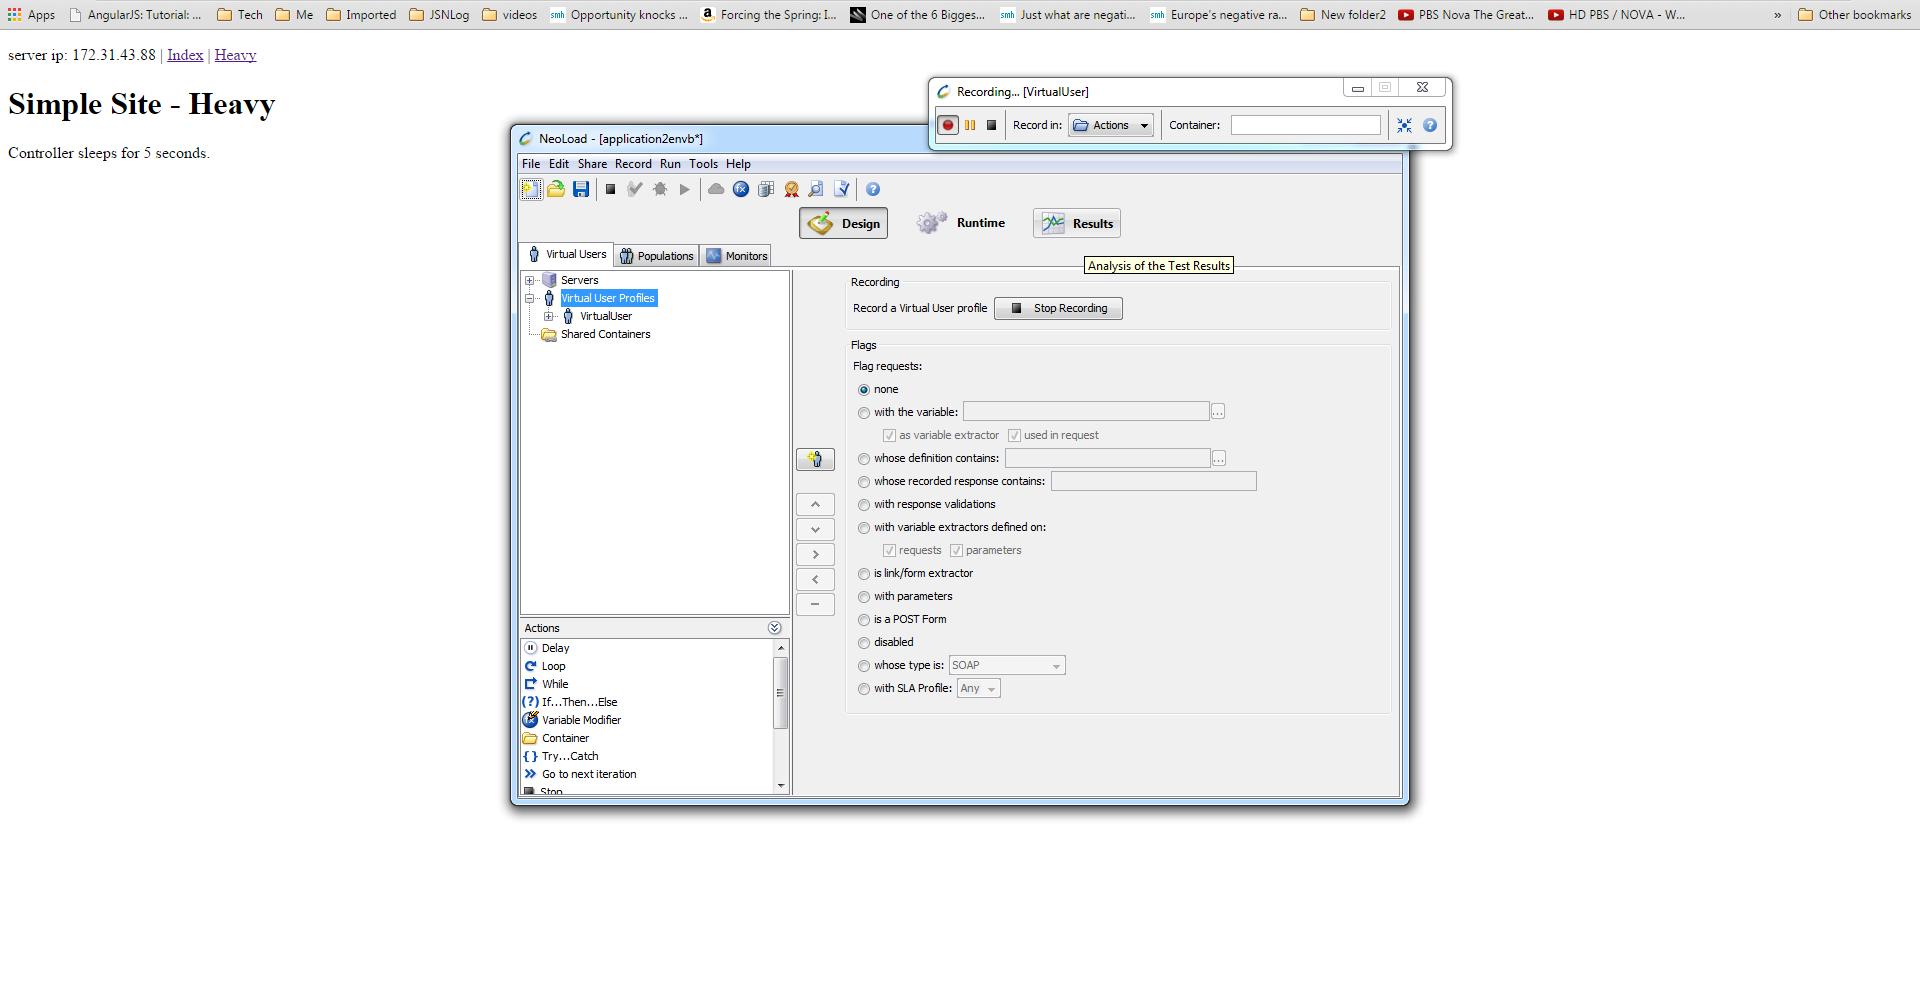 Apps AngularJS: Tutorial: ... Tech Me Imported JSNLog videos smh Opportunity knocks ... a Forcing the Spring: I... One of the 6 Bigges... smh Just what are negati... smh Europe's negative ra... New folder2 PBS Nova The Great... HD PBS / NOVA - W... » Other bookmarks
server ip: 172.31.43.88 | Index | Heavy
Simple Site - Heavy
Controller sleeps for 5 seconds.
Recording... [VirtualUser]
Record in: Actions Container:
NeoLoad - [application2envb*]
File Edit Share Record Run Tools Help
Design Runtime Results
Virtual Users Populations Monitors
Analysis of the Test Results
Servers
Virtual User Profiles
VirtualUser
Shared Containers
Recording
Record a Virtual User profile Stop Recording
Flags
Flag requests:
none
with the variable: ...
as variable extractor used in request
whose definition contains: ...
whose recorded response contains:
with response validations
with variable extractors defined on:
requests parameters
is link/form extractor
with parameters
is a POST Form
disabled
whose type is: SOAP
with SLA Profile: Any
Actions
Delay
Loop
While
(?) If...Then...Else
Variable Modifier
Container
{ } Try...Catch
Go to next iteration
Stop